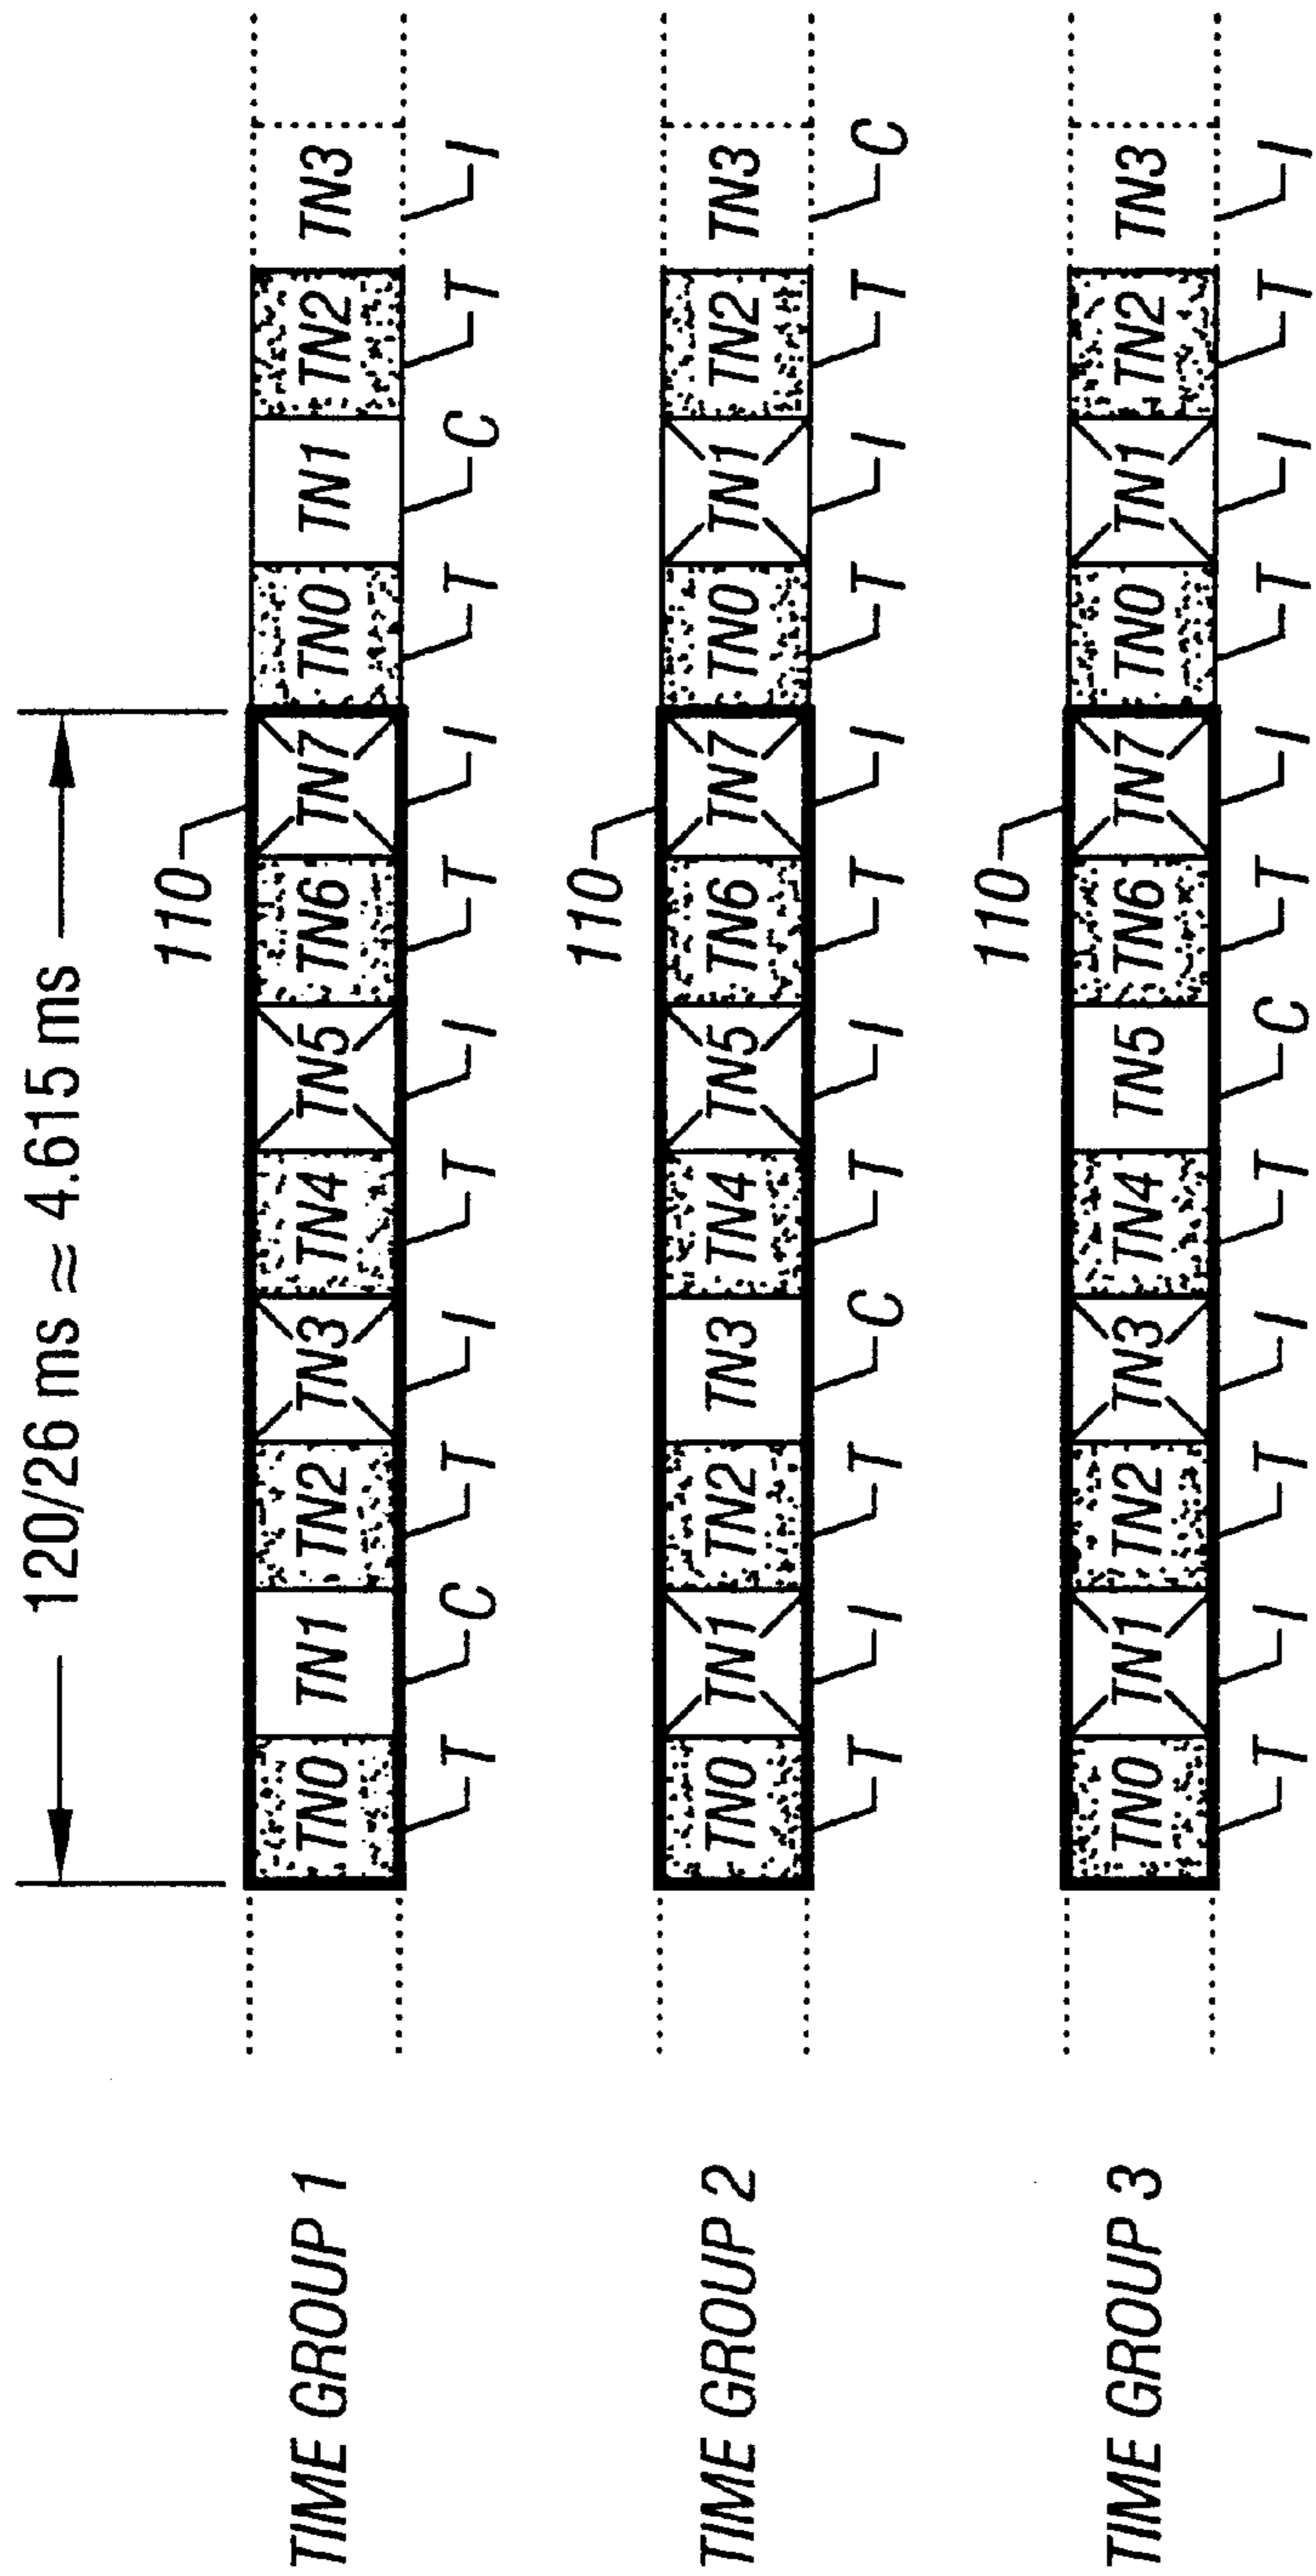 120/26 ms ≈ 4.615 ms
110
TIME GROUP 1
TN0 TN1 TN2 TN3 TN4 TN5 TN6 TN7 TN0 TN1 TN2 TN3
T C T I T I T I T C T I
110
TIME GROUP 2
TN0 TN1 TN2 TN3 TN4 TN5 TN6 TN7 TN0 TN1 TN2 TN3
T I T C T I T I T I T C
110
TIME GROUP 3
TN0 TN1 TN2 TN3 TN4 TN5 TN6 TN7 TN0 TN1 TN2 TN3
T I T I T C T I T I T I